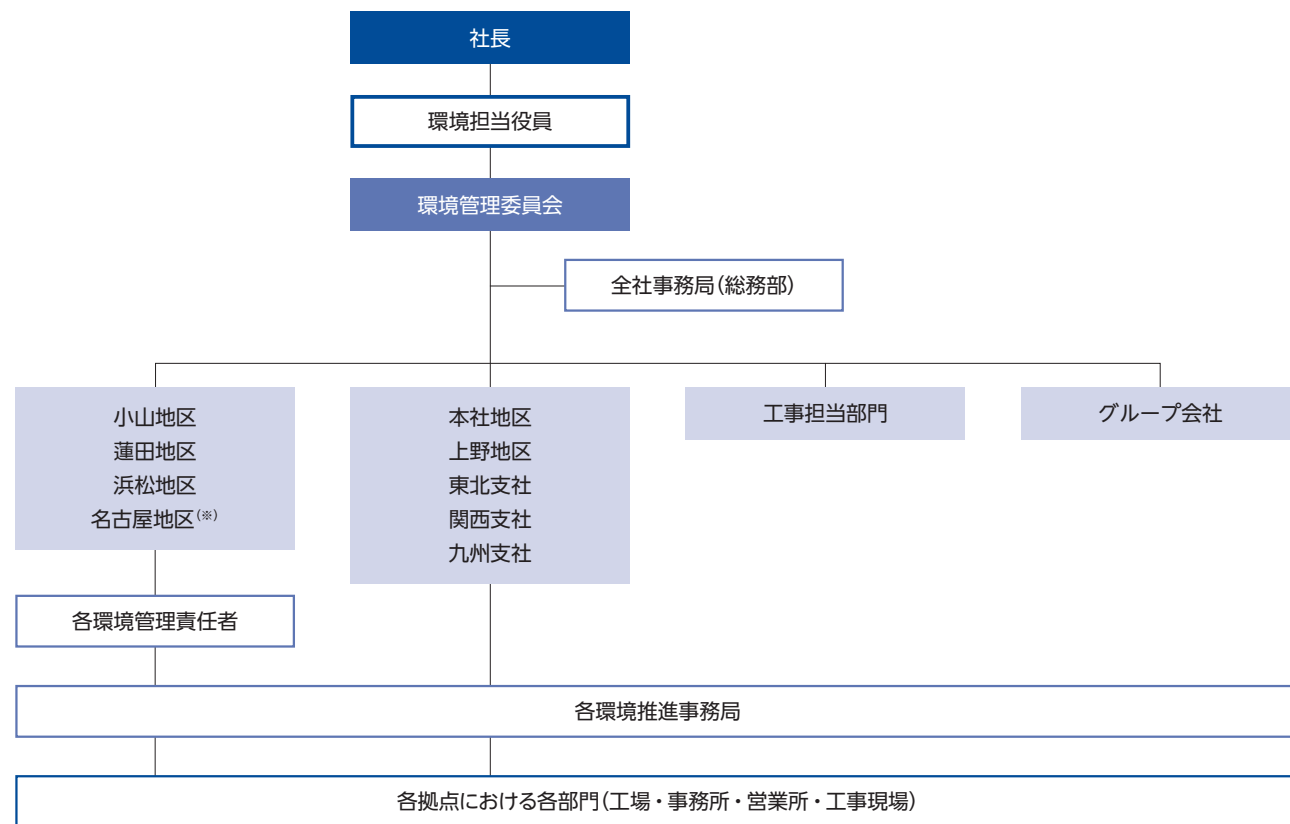 社長
環境担当役員
環境管理委員会
全社事務局(総務部)
小山地区
蓮田地区
浜松地区
名古屋地区(※)
本社地区
上野地区
東北支社
関西支社
九州支社
工事担当部門
グループ会社
各環境管理責任者
各環境推進事務局
各拠点における各部門(工場・事務所・営業所・工事現場)